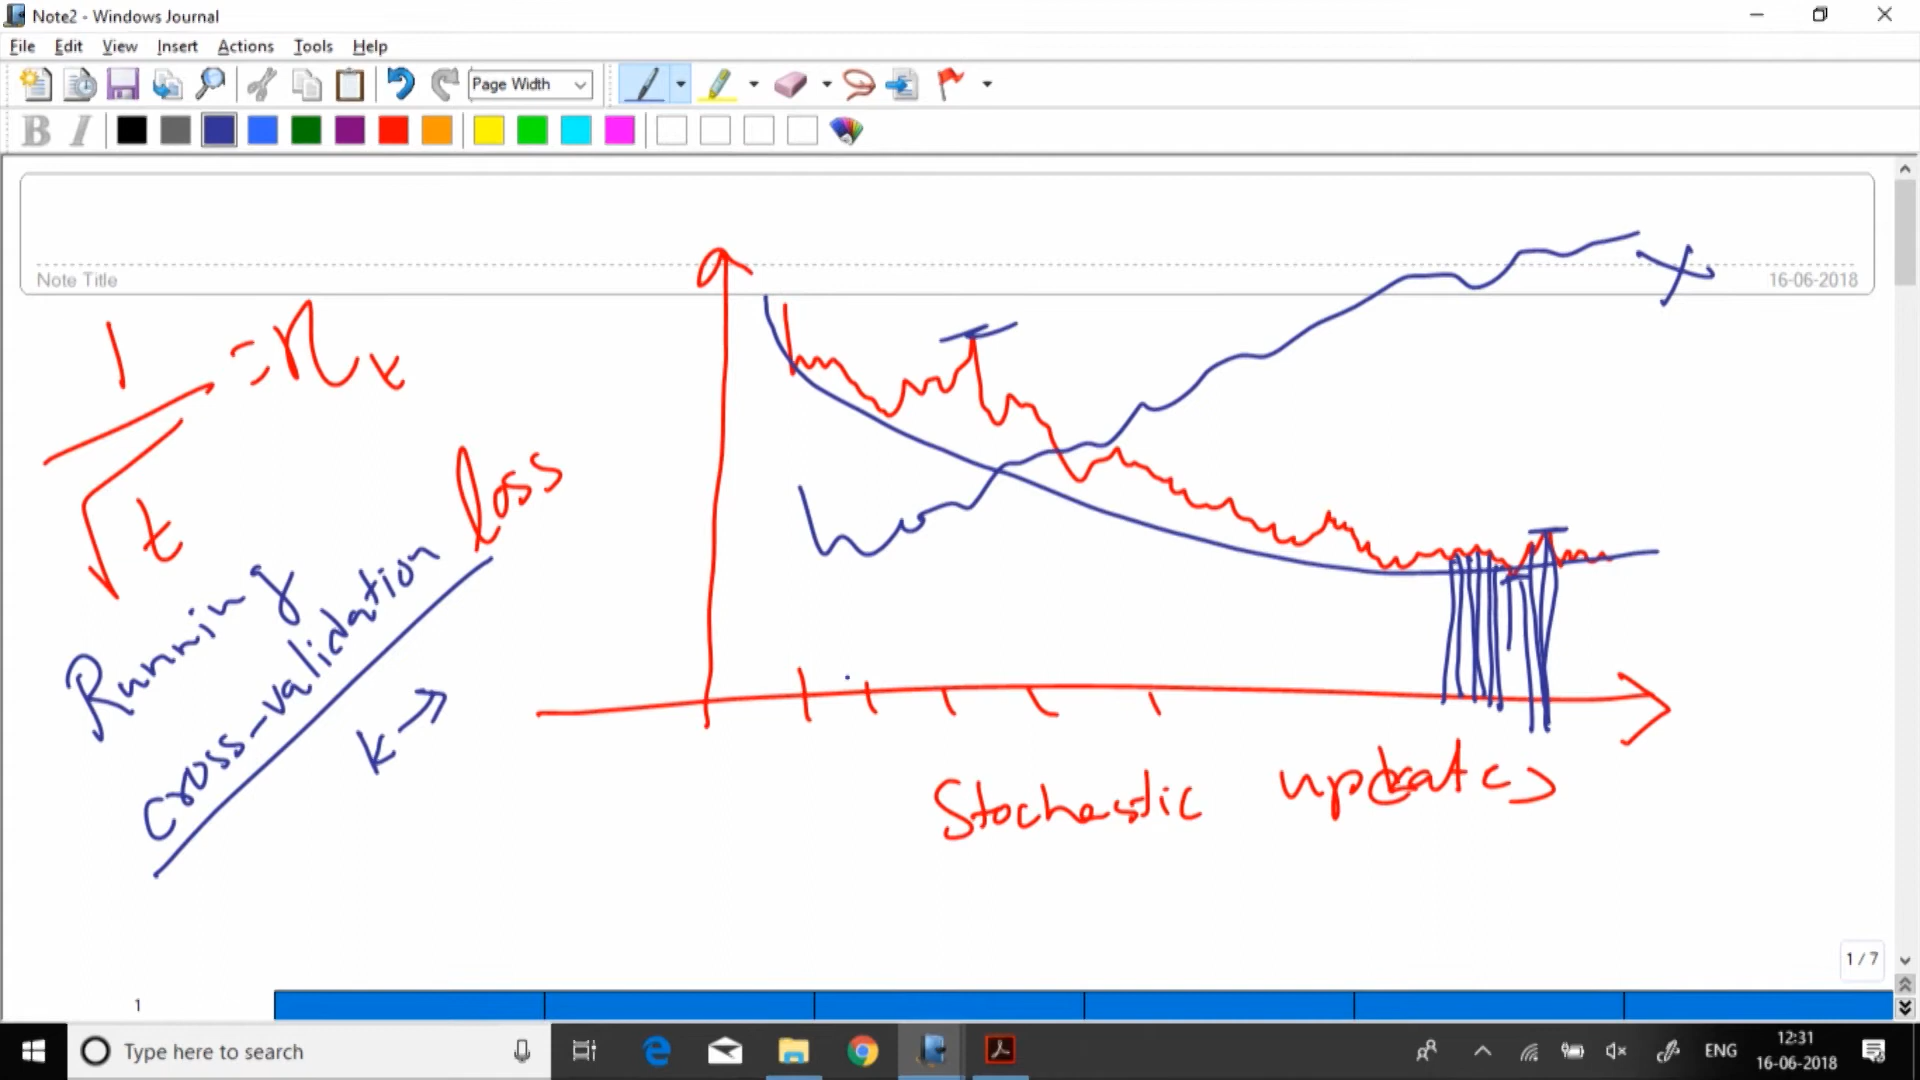 Note2 - Windows Journal
File Edit View Insert Actions Tools Help
Page Width
B I
Note Title
16-06-2018
1
√t
= η t
Running
cross-validation loss
k →
Stochastic updates
1 / 7
1
Type here to search
ENG
12:31
16-06-2018